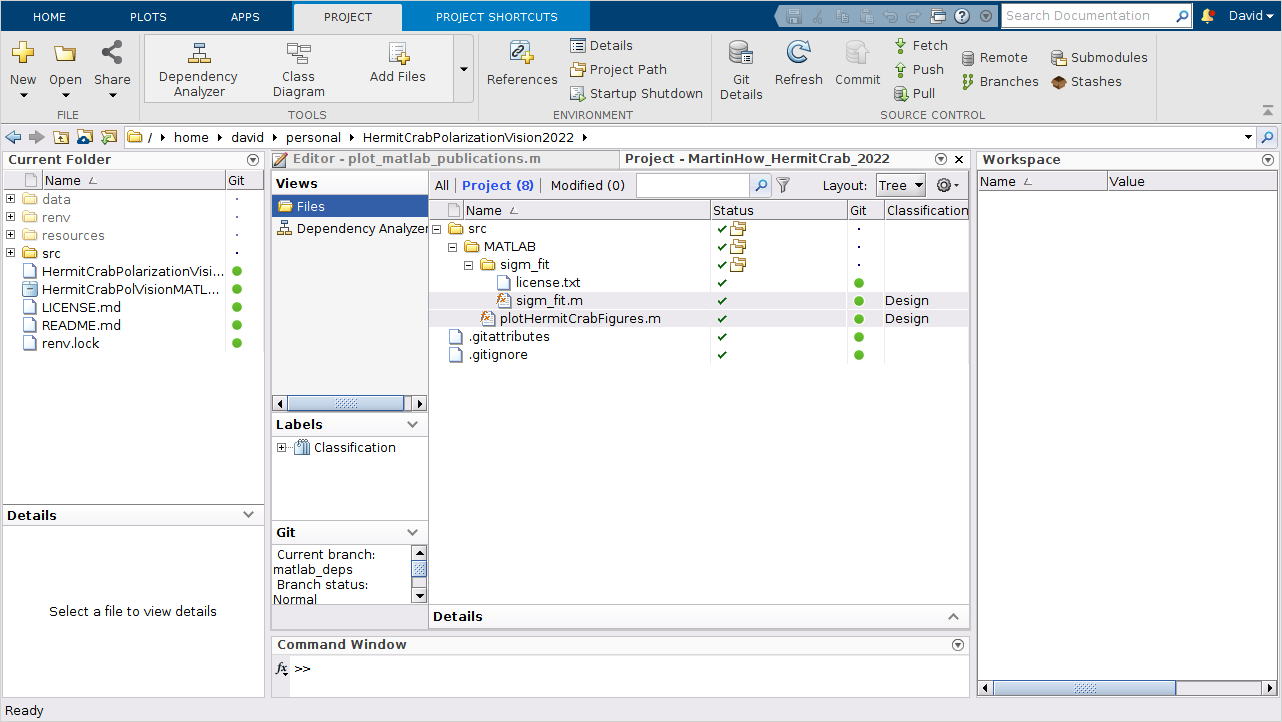 HOME PLOTS APPS PROJECT PROJECT SHORTCUTS Search Documentation David
New Open Share
FILE
Dependency Analyzer Class Diagram Add Files
TOOLS
References
Details
Project Path
Startup Shutdown
ENVIRONMENT
Git Details Refresh Commit
Fetch
Push
Pull
Remote
Branches
Submodules
Stashes
SOURCE CONTROL
/ home david personal HermitCrabPolarizationVision2022
Current Folder
Name Git
data
renv
resources
src
HermitCrabPolarizationVisi...
HermitCrabPolVisionMATL...
LICENSE.md
README.md
renv.lock
Details
Select a file to view details
Editor - plot_matlab_publications.m Project - MartinHow_HermitCrab_2022
Views
Files
Dependency Analyzer
Labels
Classification
Git
Current branch:
matlab_deps
Branch status:
Normal
All Project (8) Modified (0) Layout: Tree
Name Status Git Classification
src
MATLAB
sigm_fit
license.txt
sigm_fit.m Design
plotHermitCrabFigures.m Design
.gitattributes
.gitignore
Details
Command Window
fx >>
Workspace
Name Value
Ready